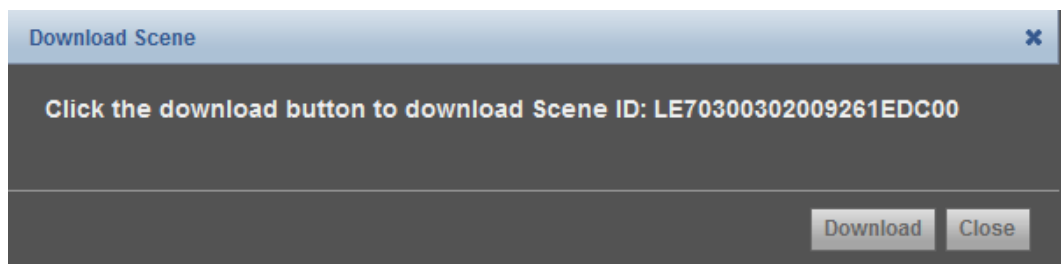 Download Scene
Click the download button to download Scene ID: LE70300302009261EDC00
Download Close